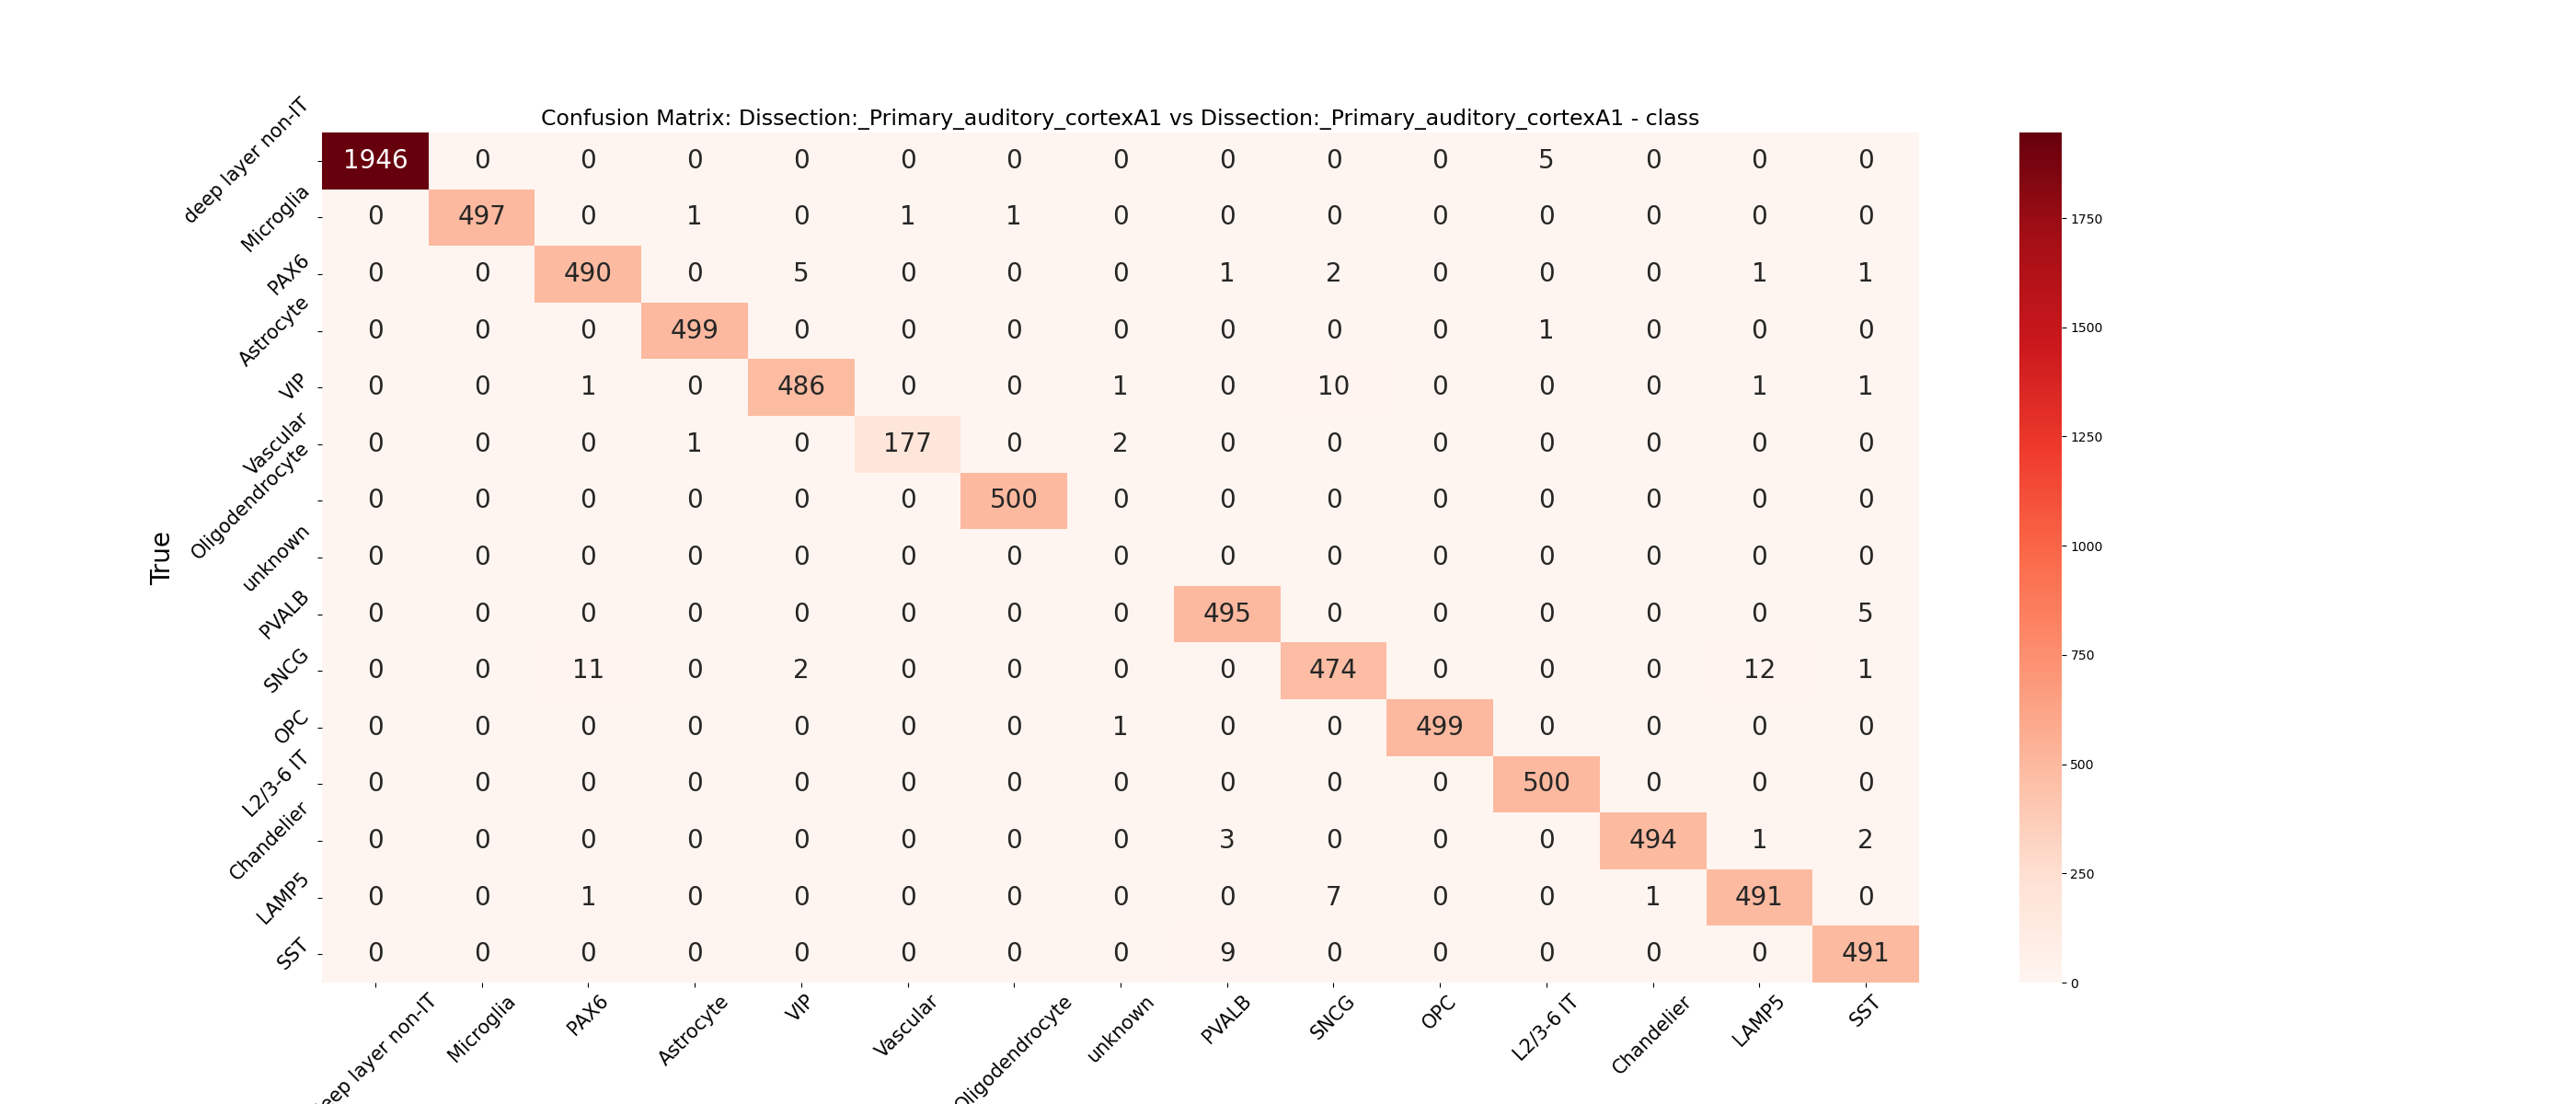 Confusion Matrix: Dissection:_Primary_auditory_cortexA1 vs Dissection:_Primary_auditory_cortexA1 - class
True
deep layer non-IT 1946 0 0 0 0 0 0 0 0 0 0 5 0 0 0
Microglia 0 497 0 1 0 1 1 0 0 0 0 0 0 0 0
PAX6 0 0 490 0 5 0 0 0 1 2 0 0 0 1 1
Astrocyte 0 0 0 499 0 0 0 0 0 0 0 1 0 0 0
VIP 0 0 1 0 486 0 0 1 0 10 0 0 0 1 1
Vascular 0 0 0 1 0 177 0 2 0 0 0 0 0 0 0
Oligodendrocyte 0 0 0 0 0 0 500 0 0 0 0 0 0 0 0
unknown 0 0 0 0 0 0 0 0 0 0 0 0 0 0 0
PVALB 0 0 0 0 0 0 0 0 495 0 0 0 0 0 5
SNCG 0 0 11 0 2 0 0 0 0 474 0 0 0 12 1
OPC 0 0 0 0 0 0 0 1 0 0 499 0 0 0 0
L2/3-6 IT 0 0 0 0 0 0 0 0 0 0 0 500 0 0 0
Chandelier 0 0 0 0 0 0 0 0 3 0 0 0 494 1 2
LAMP5 0 0 1 0 0 0 0 0 0 7 0 0 1 491 0
SST 0 0 0 0 0 0 0 0 9 0 0 0 0 0 491
eep layer non-IT Microglia PAX6 Astrocyte VIP Vascular Oligodendrocyte unknown PVALB SNCG OPC L2/3-6 IT Chandelier LAMP5 SST
1750
1500
1250
1000
750
500
250
0